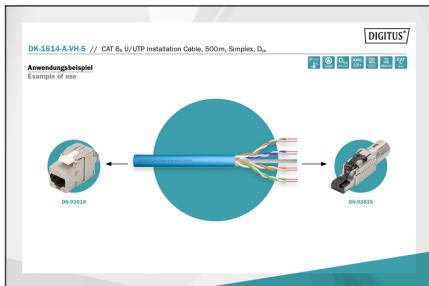 DIGITUS®
DK-1614-A-VH-5 // CAT 6A U/UTP Installation Cable, 500m, Simplex, Dca
Anwendungsbeispiel
Example of use
DN-93616
DN-93635